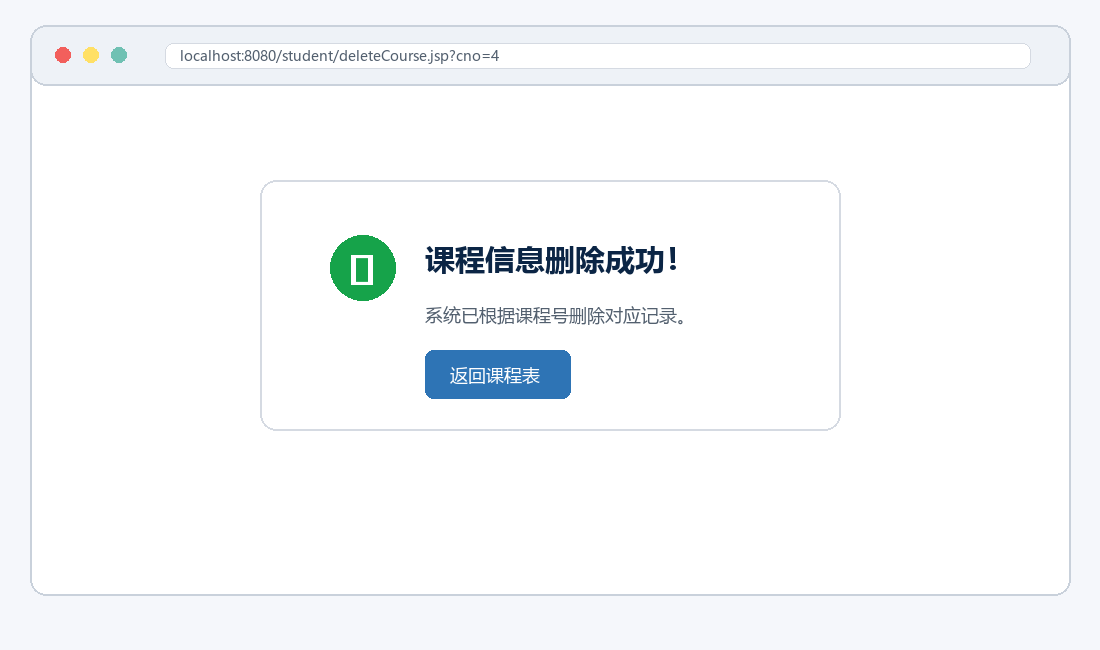 localhost:8080/student/deleteCourse.jsp?cno=4
课程信息删除成功！
系统已根据课程号删除对应记录。
返回课程表